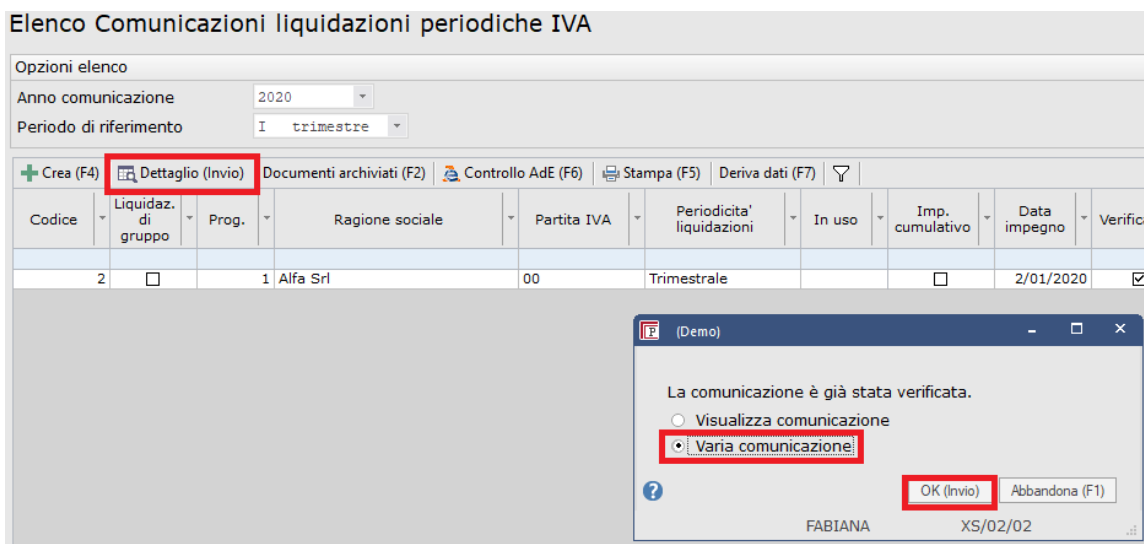 Elenco Comunicazioni liquidazioni periodiche IVA
Opzioni elenco
Anno comunicazione 2020
Periodo di riferimento I trimestre
Crea (F4) Dettaglio (Invio) Documenti archiviati (F2) Controllo AdE (F6) Stampa (F5) Deriva dati (F7)
Codice Liquidaz. di gruppo Prog. Ragione sociale Partita IVA Periodicita' liquidazioni In uso Imp. cumulativo Data impegno Verific
2 1 Alfa Srl 00 Trimestrale 2/01/2020
P (Demo)
La comunicazione è già stata verificata.
Visualizza comunicazione
Varia comunicazione
? OK (Invio) Abbandona (F1)
FABIANA XS/02/02